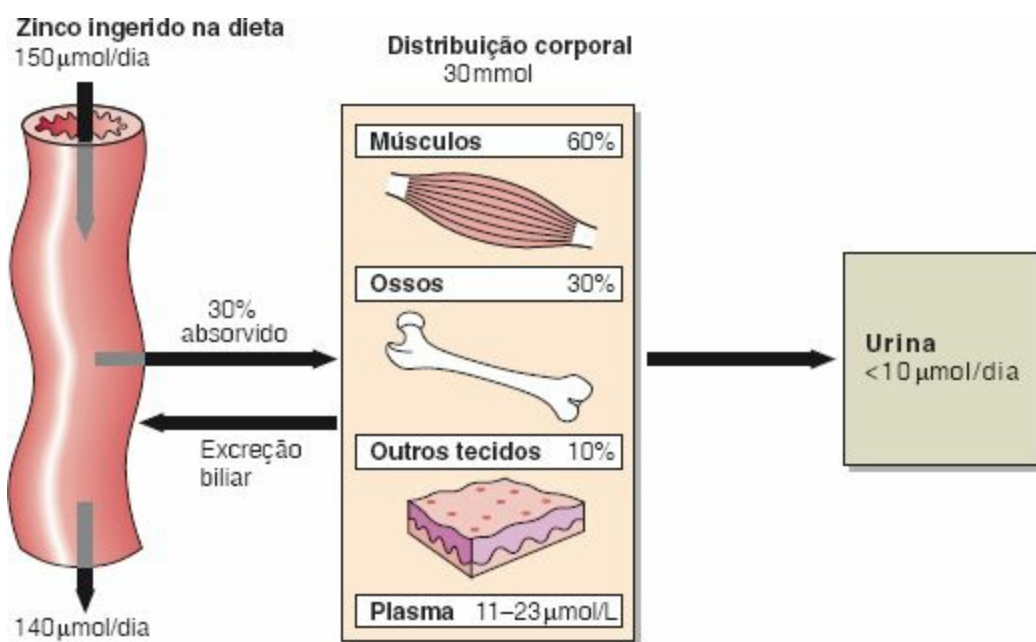 Zinco ingerido na dieta
150 µmol/dia
Distribuição corporal
30 mmol
Músculos 60%
Ossos 30%
30%
absorvido
Excreção
biliar
Outros tecidos 10%
Plasma 11–23 µmol/L
Urina
<10 µmol/dia
140 µmol/dia